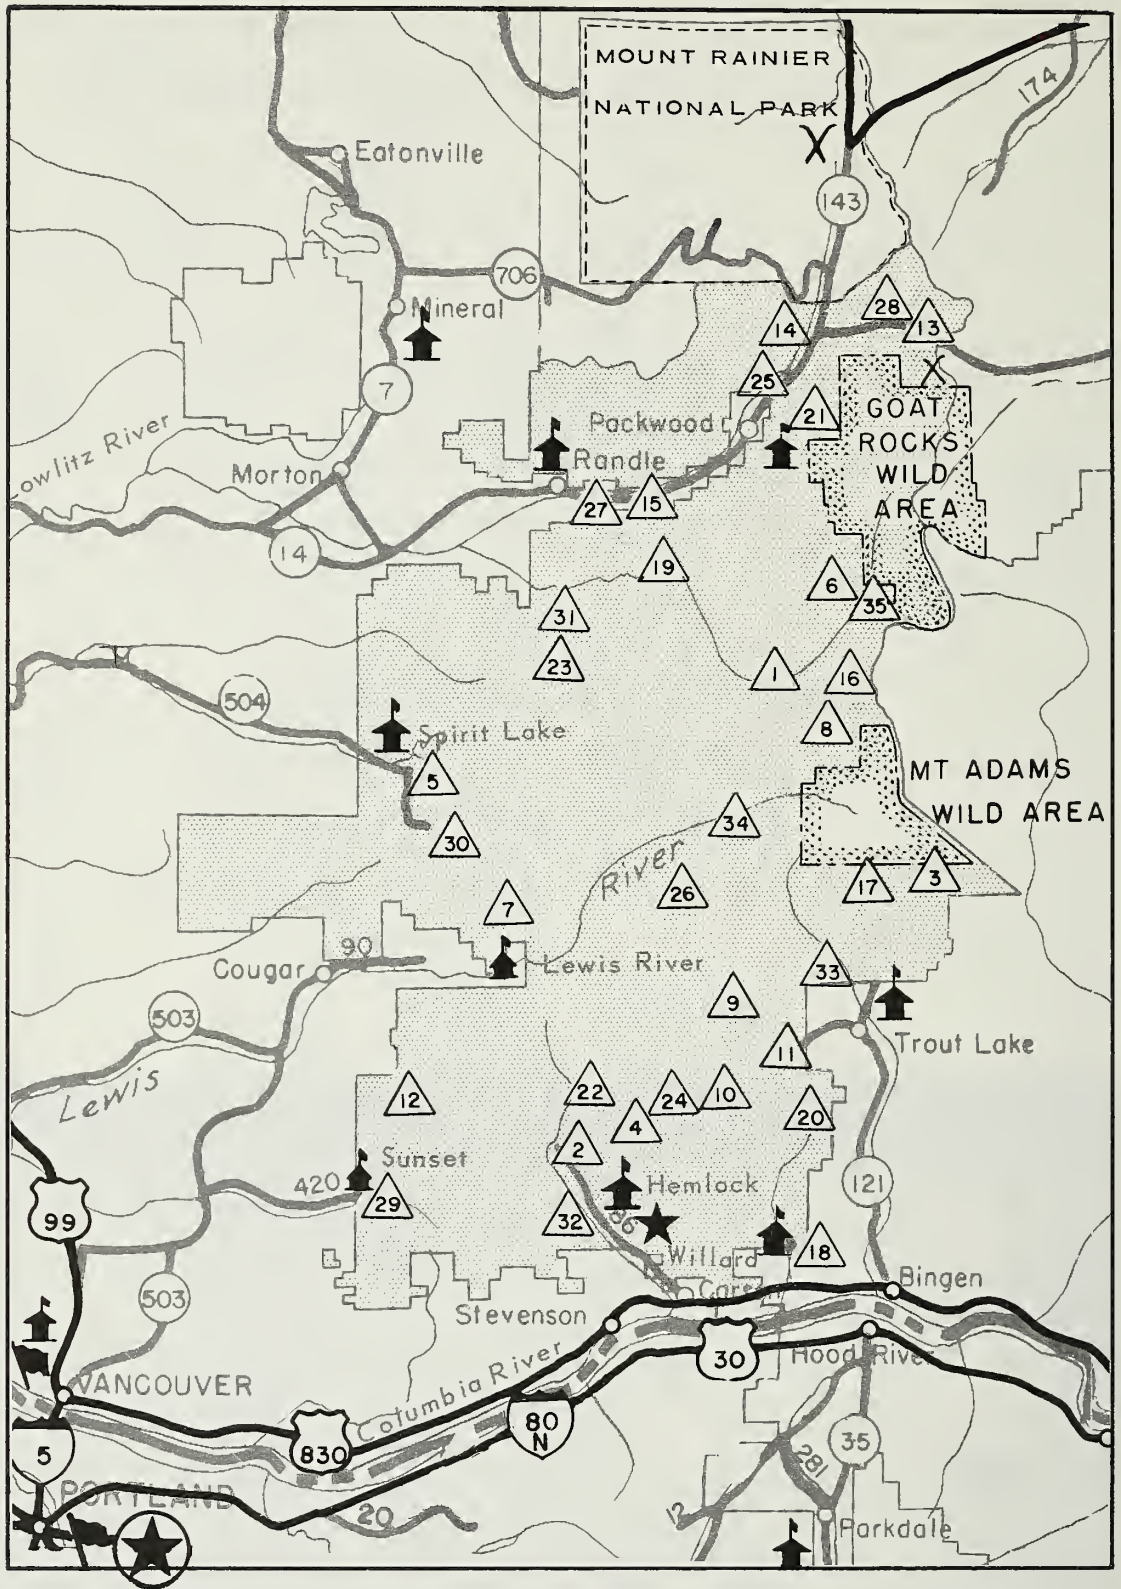 MOUNT RAINIER
NATIONAL PARK
174
Eatonville
143
706
Mineral
28
14
13
7
25
21
GOAT
ROCKS
WILD
AREA
Packwood
Randle
Cowlitz River
Morton
27
15
14
19
6
35
31
23
1
16
504
8
Spirit Lake
5
MT ADAMS
WILD AREA
34
30
River
26
17
3
7
90
Cougar
Lewis River
33
9
503
11
Trout Lake
Lewis
12
22
24
10
20
4
2
Sunset
420
Hemlock
121
29
99
32
86
Willard
18
Bingen
Carson
503
Stevenson
30
Hood River
Columbia River
VANCOUVER
80
N
5
830
35
281
PORTLAND
20
12
Parkdale